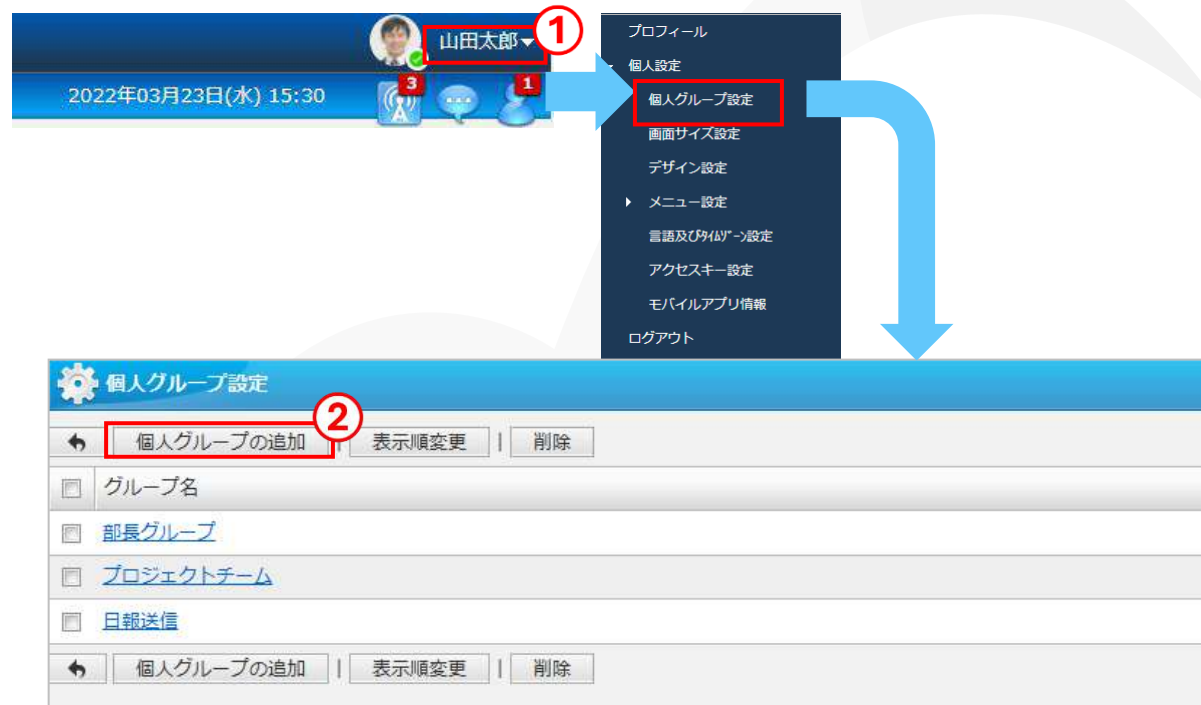 山田太郎▼
1
2022年03月23日(水) 15:30
3
1
プロフィール
個人設定
個人グループ設定
画面サイズ設定
デザイン設定
メニュー設定
言語及びﾀｲﾑｿﾞｰﾝ設定
アクセスキー設定
モバイルアプリ情報
ログアウト
個人グループ設定
2
個人グループの追加 | 表示順変更 | 削除
グループ名
部長グループ
プロジェクトチーム
日報送信
個人グループの追加 | 表示順変更 | 削除